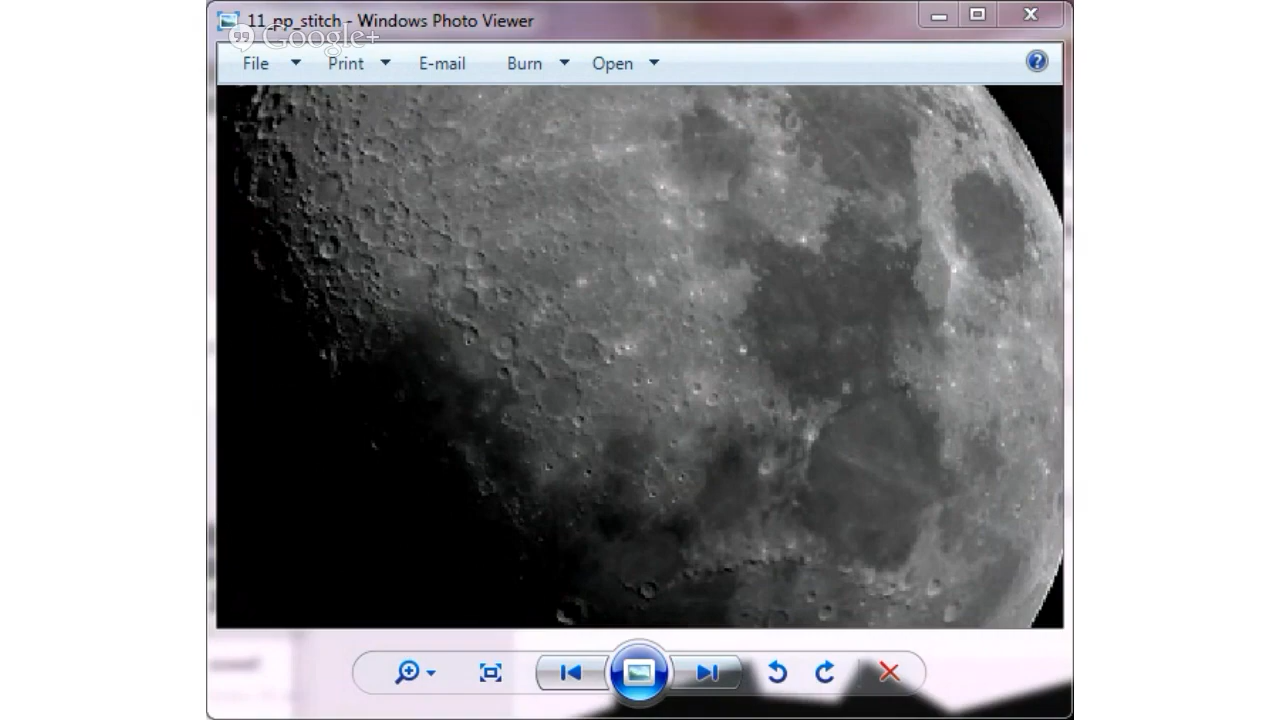 11_pp_stitch - Windows Photo Viewer
Google+
File Print E-mail Burn Open